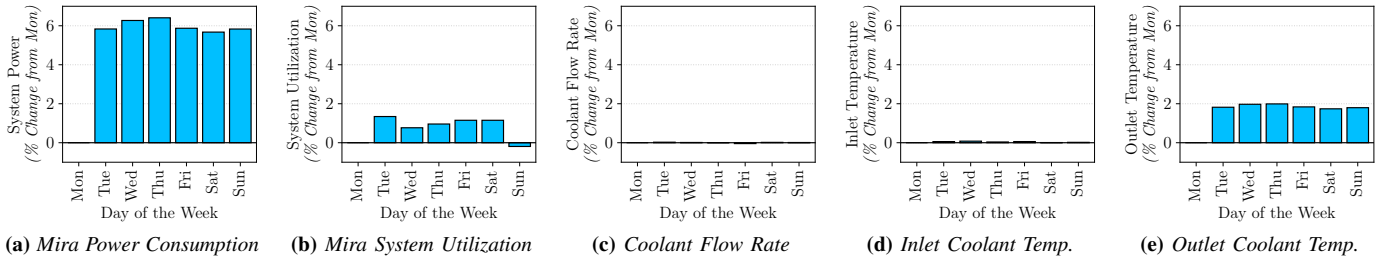 System Power
(% Change from Mon)
6
4
2
0
Mon
Tue
Wed
Thu
Fri
Sat
Sun
Day of the Week
(a) Mira Power Consumption
System Utilization
(% Change from Mon)
6
4
2
0
Mon
Tue
Wed
Thu
Fri
Sat
Sun
Day of the Week
(b) Mira System Utilization
Coolant Flow Rate
(% Change from Mon)
6
4
2
0
Mon
Tue
Wed
Thu
Fri
Sat
Sun
Day of the Week
(c) Coolant Flow Rate
Inlet Temperature
(% Change from Mon)
6
4
2
0
Mon
Tue
Wed
Thu
Fri
Sat
Sun
Day of the Week
(d) Inlet Coolant Temp.
Outlet Temperature
(% Change from Mon)
6
4
2
0
Mon
Tue
Wed
Thu
Fri
Sat
Sun
Day of the Week
(e) Outlet Coolant Temp.